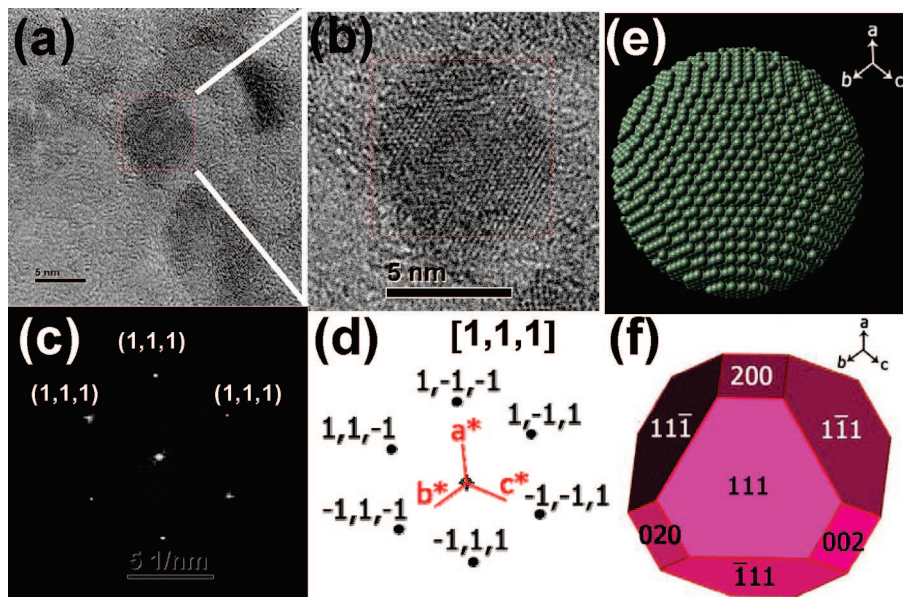 (a)
5 nm
(b)
5 nm
(e)
a
b
c
(c)
(1,1,1)
(1,1,1)
(1,1,1)
5 1/nm
(d)
[1,1,1]
1,-1,-1
1,1,-1
1,-1,1
a*
b*
c*
-1,1,-1
-1,-1,1
-1,1,1
(f)
a
b
c
200
111̅
11̅1
111
020
002
1̅11